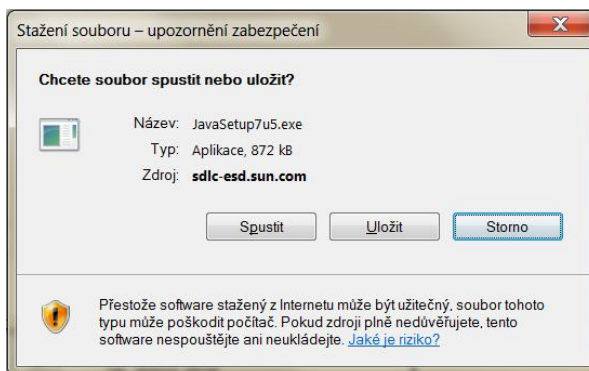 Stažení souboru – upozornění zabezpečení
Chcete soubor spustit nebo uložit?
Název: JavaSetup7u5.exe
Typ: Aplikace, 872 kB
Zdroj: sdlc-esd.sun.com
Spustit Uložit Storno
Přestože software stažený z Internetu může být užitečný, soubor tohoto
typu může poškodit počítač. Pokud zdroji plně nedůvěřujete, tento
software nespouštějte ani neukládejte. Jaké je riziko?